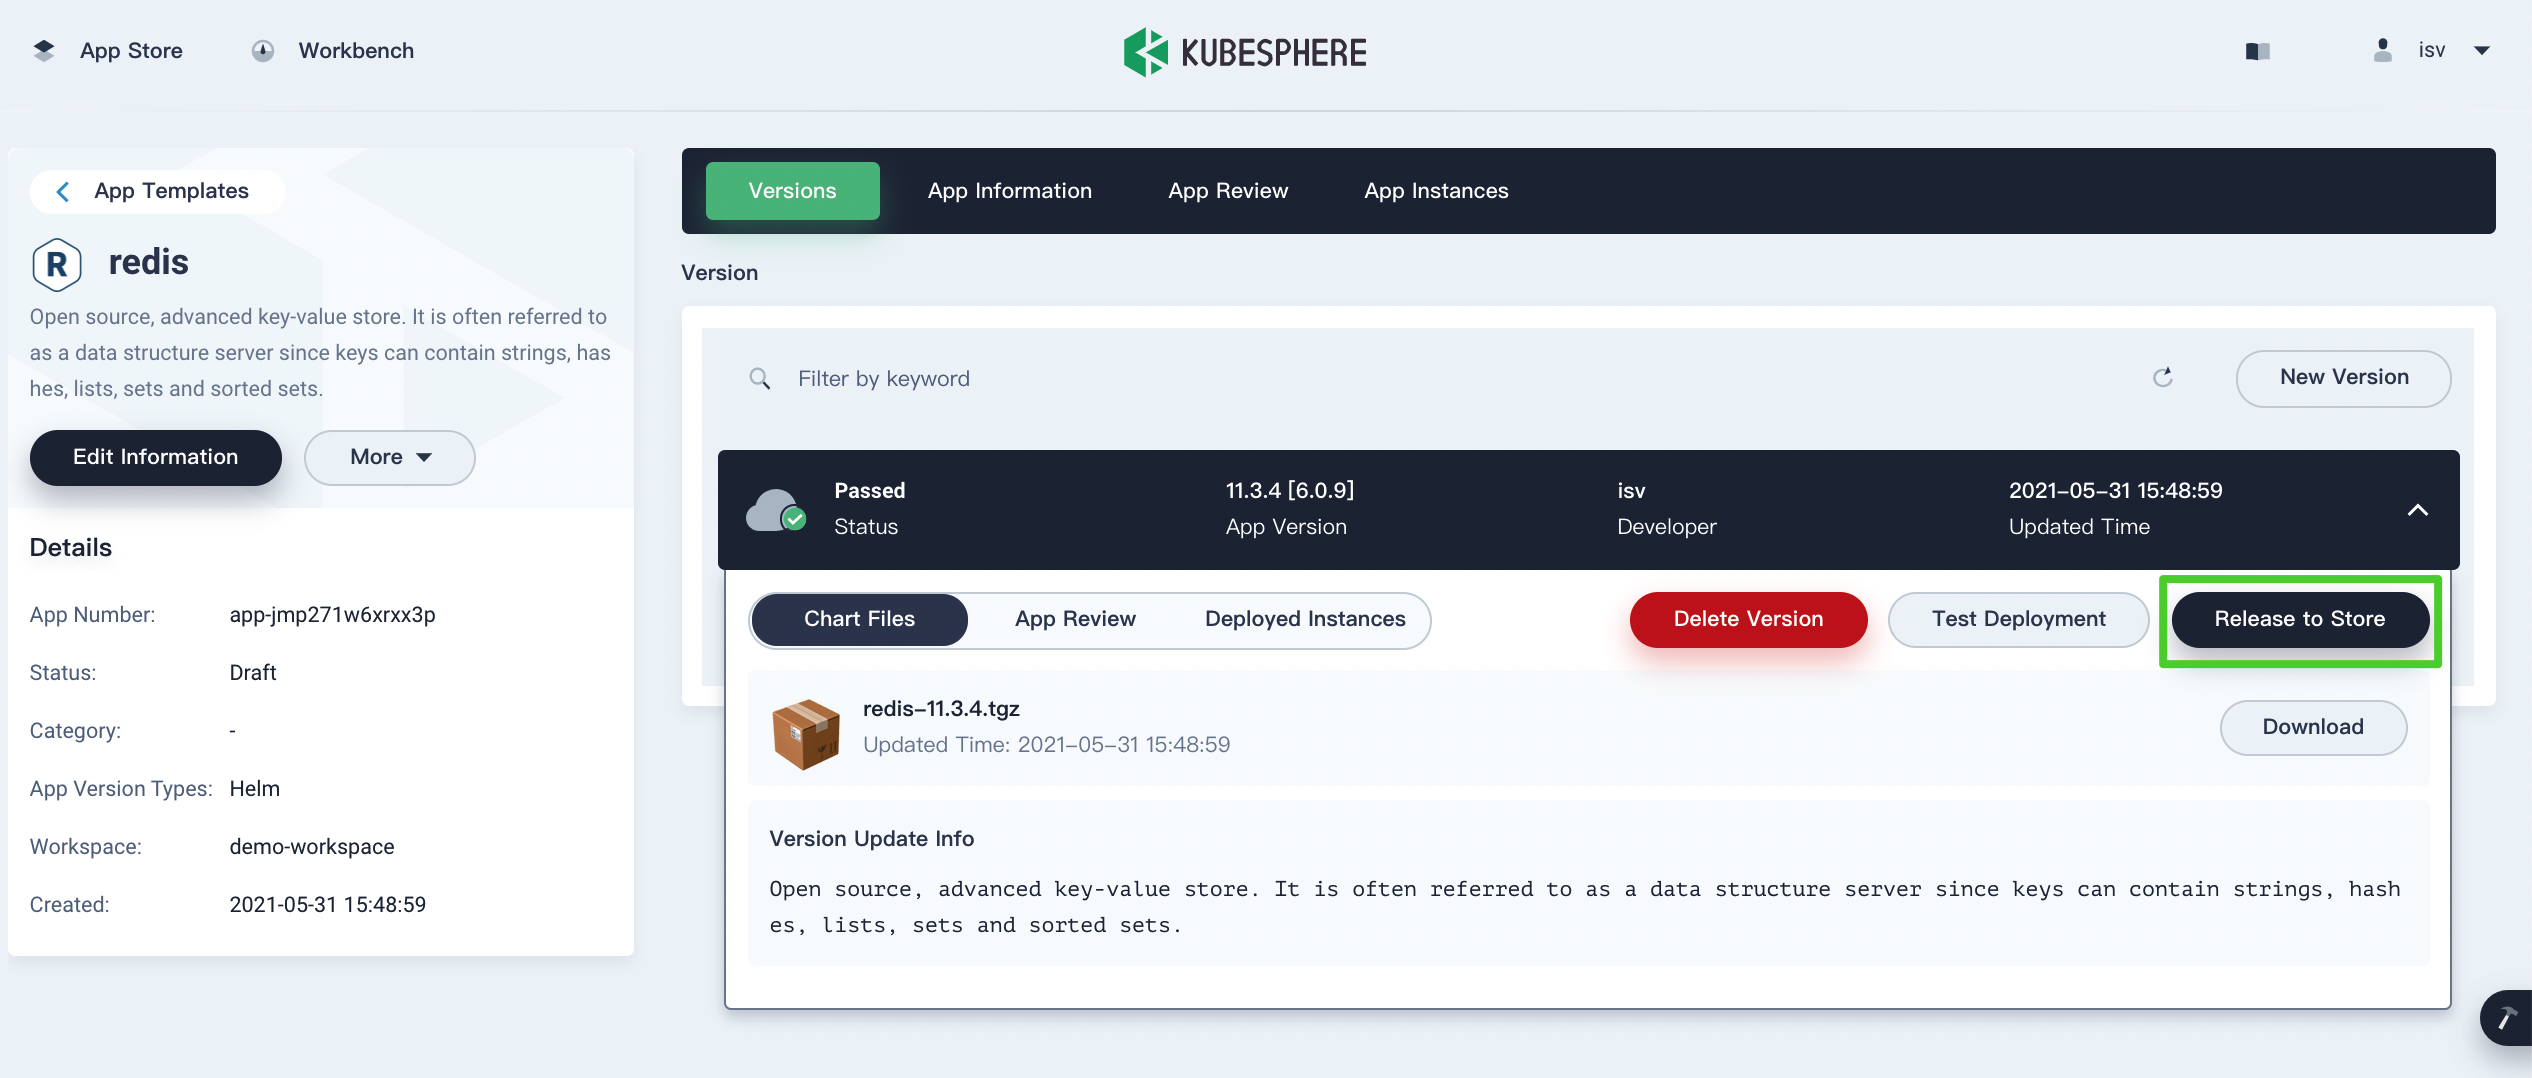 App Store
Workbench
KUBESPHERE
isv
App Templates
R
redis
Open source, advanced key-value store. It is often referred to
as a data structure server since keys can contain strings, has
hes, lists, sets and sorted sets.
Edit Information
More
Details
App Number: app-jmp271w6xrxx3p
Status: Draft
Category: -
App Version Types: Helm
Workspace: demo-workspace
Created: 2021-05-31 15:48:59
Versions
App Information
App Review
App Instances
Version
Filter by keyword
New Version
Passed
Status
11.3.4 [6.0.9]
App Version
isv
Developer
2021-05-31 15:48:59
Updated Time
Chart Files
App Review
Deployed Instances
Delete Version
Test Deployment
Release to Store
redis-11.3.4.tgz
Updated Time: 2021-05-31 15:48:59
Download
Version Update Info
Open source, advanced key-value store. It is often referred to as a data structure server since keys can contain strings, hash
es, lists, sets and sorted sets.